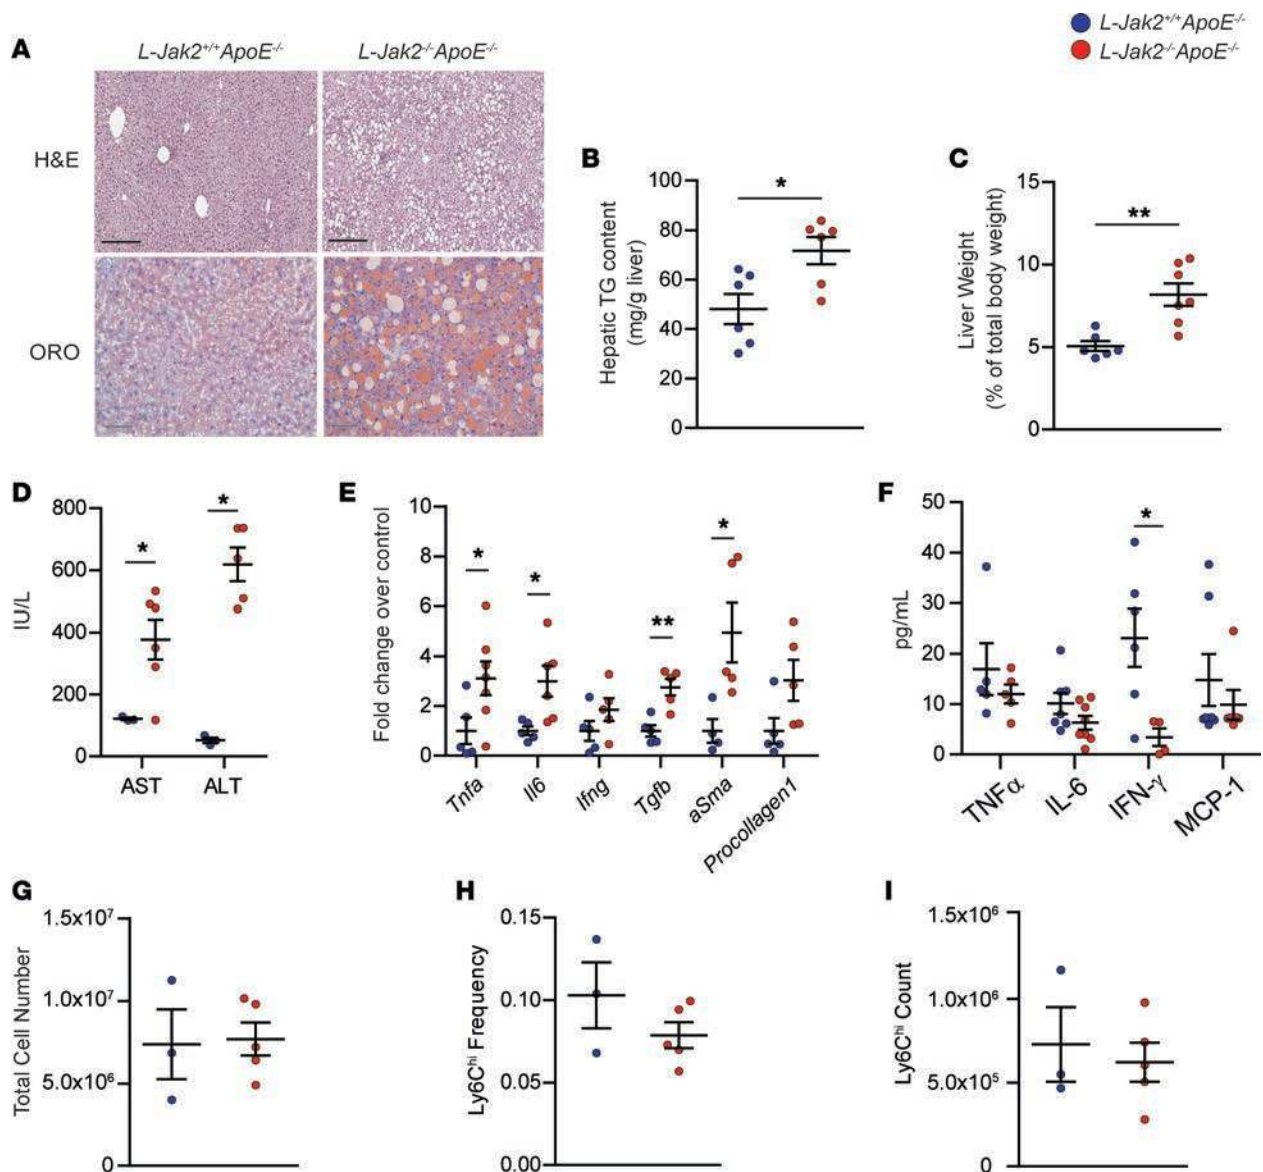 L-Jak2+/+ApoE-/-
L-Jak2-/-ApoE-/-
A
L-Jak2+/+ApoE-/-
L-Jak2-/-ApoE-/-
H&E
ORO
B
Hepatic TG content
(mg/g liver)
100
80
60
40
20
0
*
C
Liver Weight
(% of total body weight)
15
10
5
0
**
D
IU/L
800
600
400
200
0
*
*
AST
ALT
E
Fold change over control
10
8
6
4
2
0
*
*
**
*
Tnfa
Il6
Ifng
Tgfb
aSma
Procollagen1
F
pg/mL
50
40
30
20
10
0
*
TNFα
IL-6
IFN-γ
MCP-1
G
Total Cell Number
1.5x10⁷
1.0x10⁷
5.0x10⁶
0
H
Ly6Chi Frequency
0.15
0.10
0.05
0.00
I
Ly6Chi Count
1.5x10⁶
1.0x10⁶
5.0x10⁵
0